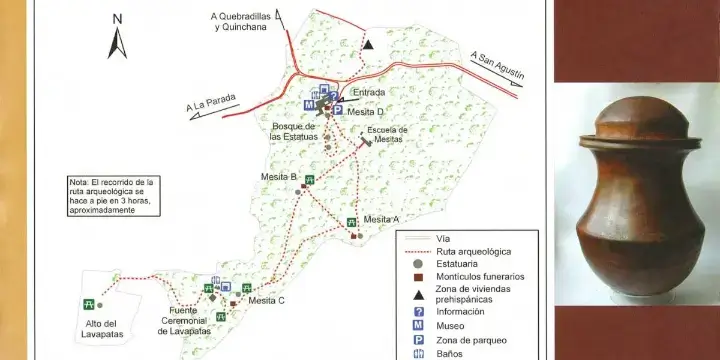 N
A Quebradillas
y Quinchana
A San Agustín
A La Parada
Entrada
M
P
?
Mesita D
Bosque de
las Estatuas
Escuela de
Mesitas
Mesita B
Nota: El recorrido de la
ruta arqueológica se
hace a pie en 3 horas,
aproximadamente
Mesita A
Mesita C
Fuente
Ceremonial
de Lavapatas
Alto del
Lavapatas
Vía
Ruta arqueológica
Estatuaria
Montículos funerarios
Zona de viviendas
prehispánicas
? Información
M Museo
P Zona de parqueo
Baños